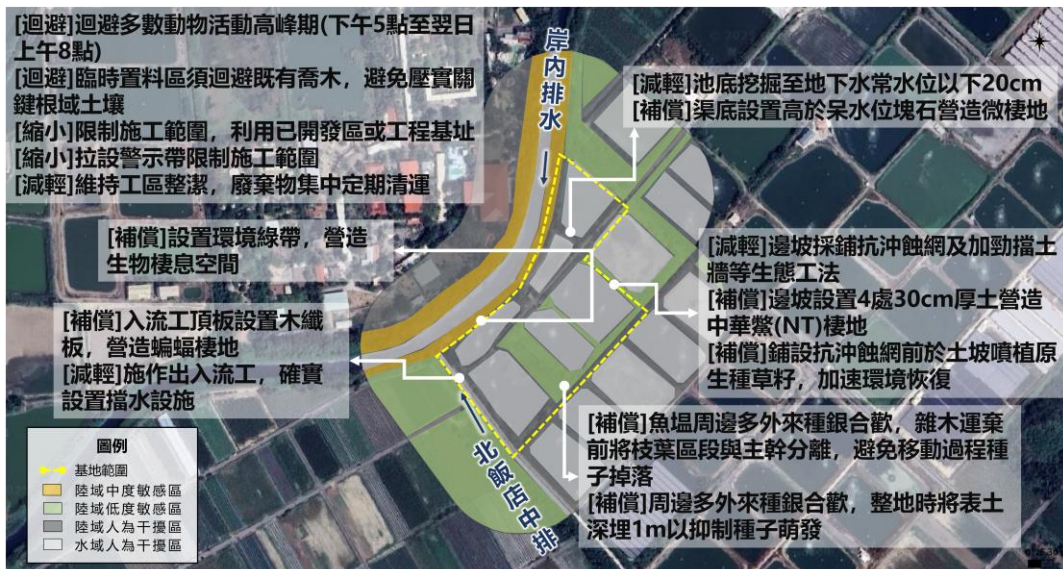 [迴避]迴避多數動物活動高峰期(下午5點至翌日
上午8點)
[迴避]臨時置料區須迴避既有喬木，避免壓實關
鍵根域土壤
[縮小]限制施工範圍，利用已開發區或工程基址
[縮小]拉設警示帶限制施工範圍
[減輕]維持工區整潔，廢棄物集中定期清運
岸內排水
[減輕]池底挖掘至地下水常水位以下20cm
[補償]渠底設置高於呆水位塊石營造微棲地
[補償]設置環境綠帶，營造
生物棲息空間
[減輕]邊坡採鋪抗沖蝕網及加勁擋土
牆等生態工法
[補償]邊坡設置4處30cm厚土營造
中華鱉(NT)棲地
[補償]鋪設抗沖蝕網前於土坡噴植原
生種草籽，加速環境恢復
[補償]入流工頂板設置木纖
板，營造蝙蝠棲地
[減輕]施作出入流工，確實
設置擋水設施
北飯店中排
[補償]魚塭周邊多外來種銀合歡，雜木運棄
前將枝葉區段與主幹分離，避免移動過程種
子掉落
[補償]周邊多外來種銀合歡，整地時將表土
深埋1m以抑制種子萌發
圖例
基地範圍
陸域中度敏感區
陸域低度敏感區
陸域人為干擾區
水域人為干擾區